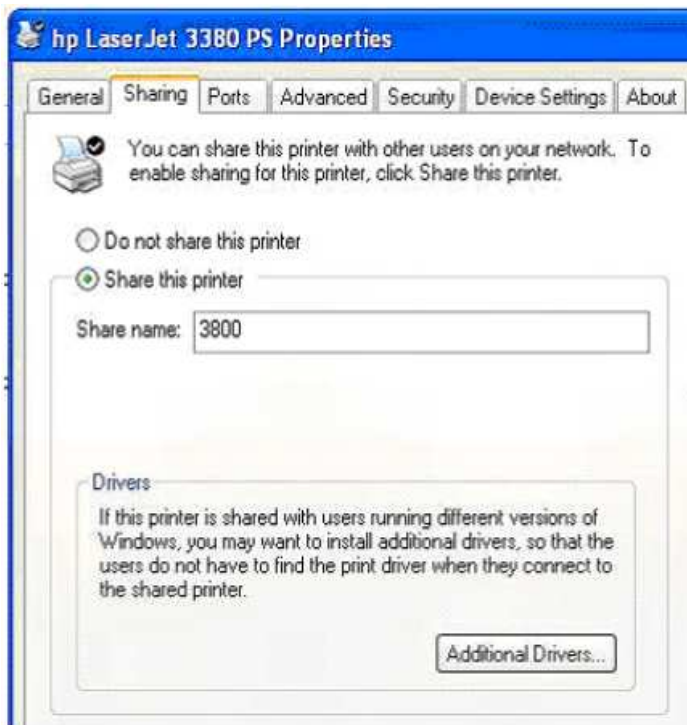 hp LaserJet 3380 PS Properties
General Sharing Ports Advanced Security Device Settings About
You can share this printer with other users on your network. To
enable sharing for this printer, click Share this printer.
Do not share this printer
Share this printer
Share name: 3800
Drivers
If this printer is shared with users running different versions of
Windows, you may want to install additional drivers, so that the
users do not have to find the print driver when they connect to
the shared printer.
Additional Drivers...